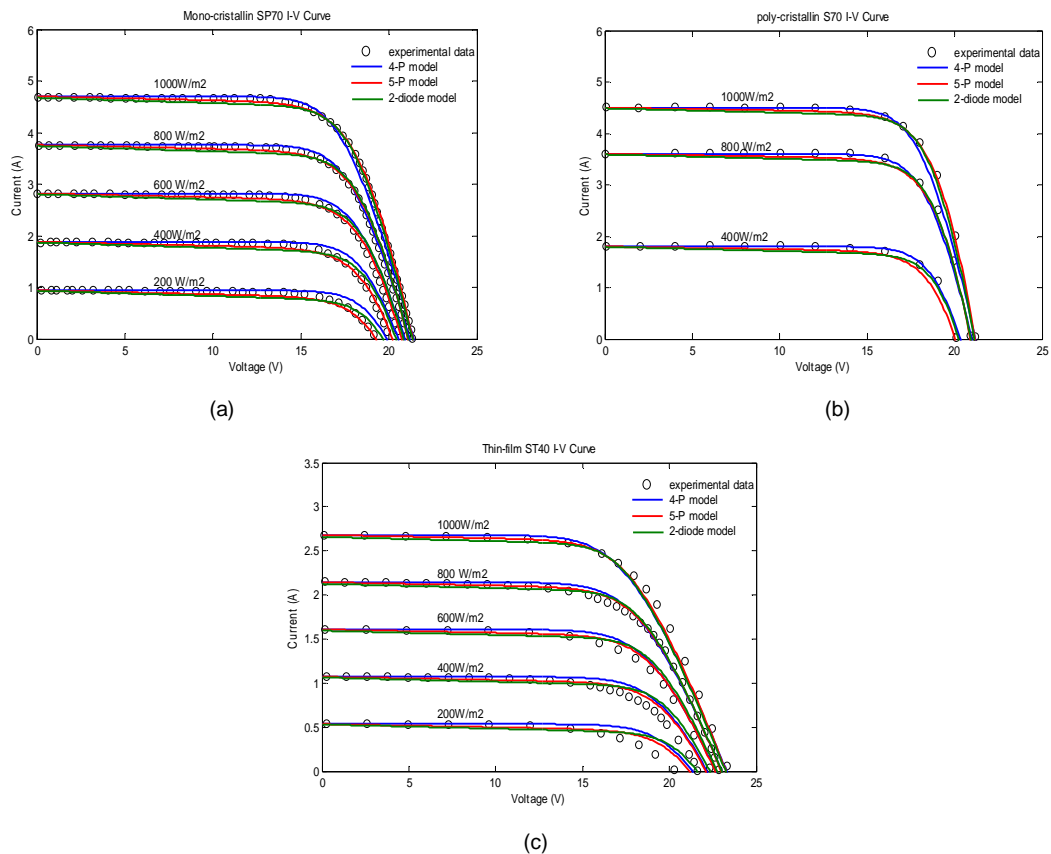 Mono-cristallin SP70 I-V Curve
6
5
4
3
2
1
0
Current (A)
0 5 10 15 20 25
Voltage (V)
experimental data
4-P model
5-P model
2-diode model
1000W/m2
800 W/m2
600 W/m2
400W/m2
200 W/m2
(a)
poly-cristallin S70 I-V Curve
6
5
4
3
2
1
0
Current (A)
0 5 10 15 20 25
Voltage (V)
experimental data
4-P model
5-P model
2-diode model
1000W/m2
800 W/m2
400W/m2
(b)
Thin-film ST40 I-V Curve
3.5
3
2.5
2
1.5
1
0.5
0
Current (A)
0 5 10 15 20 25
Voltage (V)
experimental data
4-P model
5-P model
2-diode model
1000W/m2
800 W/m2
600W/m2
400W/m2
200W/m2
(c)